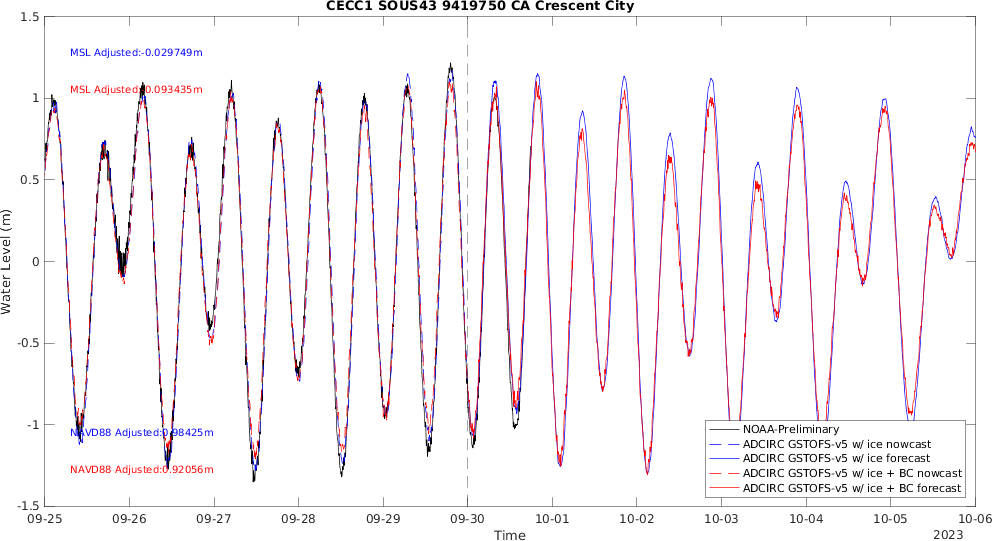 CECC1 SOUS43 9419750 CA Crescent City
1.5
1
0.5
0
-0.5
-1
-1.5
Water Level (m)
MSL Adjusted:-0.029749m
MSL Adjusted:0.093435m
NAVD88 Adjusted:0.98425m
NAVD88 Adjusted:0.92056m
NOAA-Preliminary
ADCIRC GSTOFS-v5 w/ ice nowcast
ADCIRC GSTOFS-v5 w/ ice forecast
ADCIRC GSTOFS-v5 w/ ice + BC nowcast
ADCIRC GSTOFS-v5 w/ ice + BC forecast
09-25 09-26 09-27 09-28 09-29 09-30 10-01 10-02 10-03 10-04 10-05 10-06
Time
2023